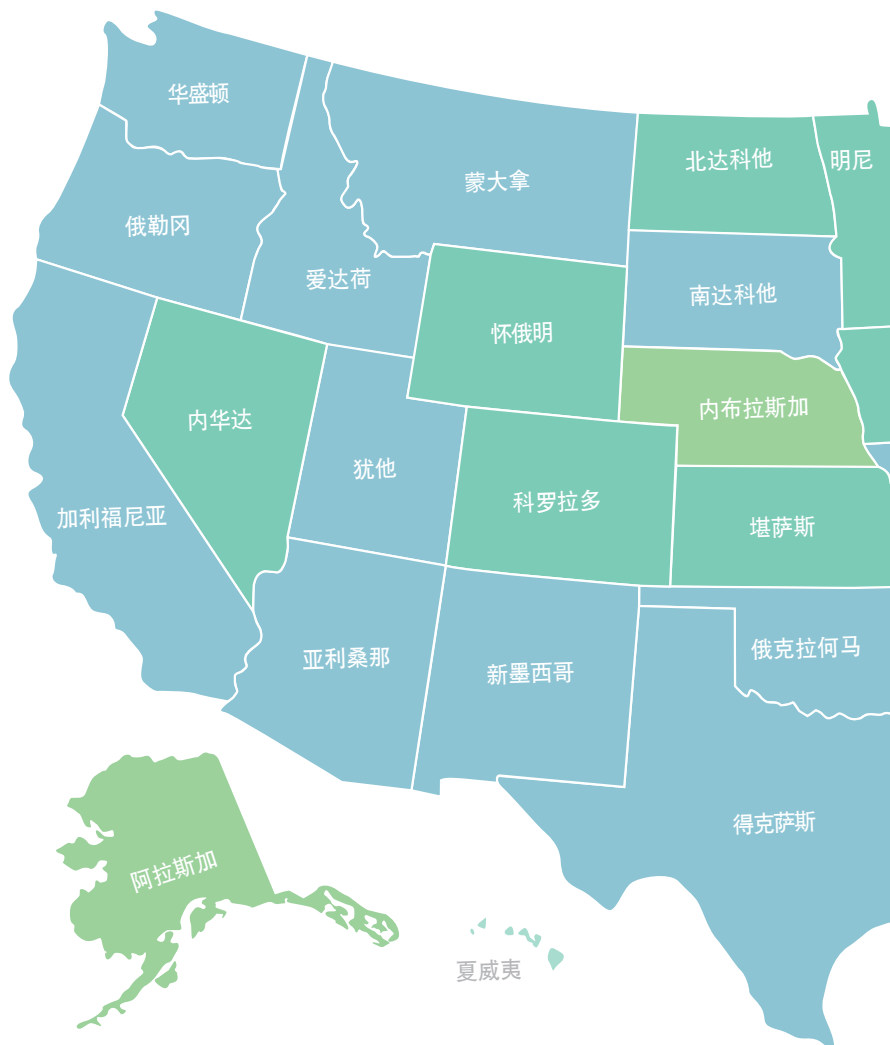 华盛顿
北达科他
明尼
蒙大拿
俄勒冈
爱达荷
南达科他
怀俄明
内布拉斯加
内华达
犹他
科罗拉多
加利福尼亚
堪萨斯
亚利桑那
新墨西哥
俄克拉何马
得克萨斯
阿拉斯加
夏威夷